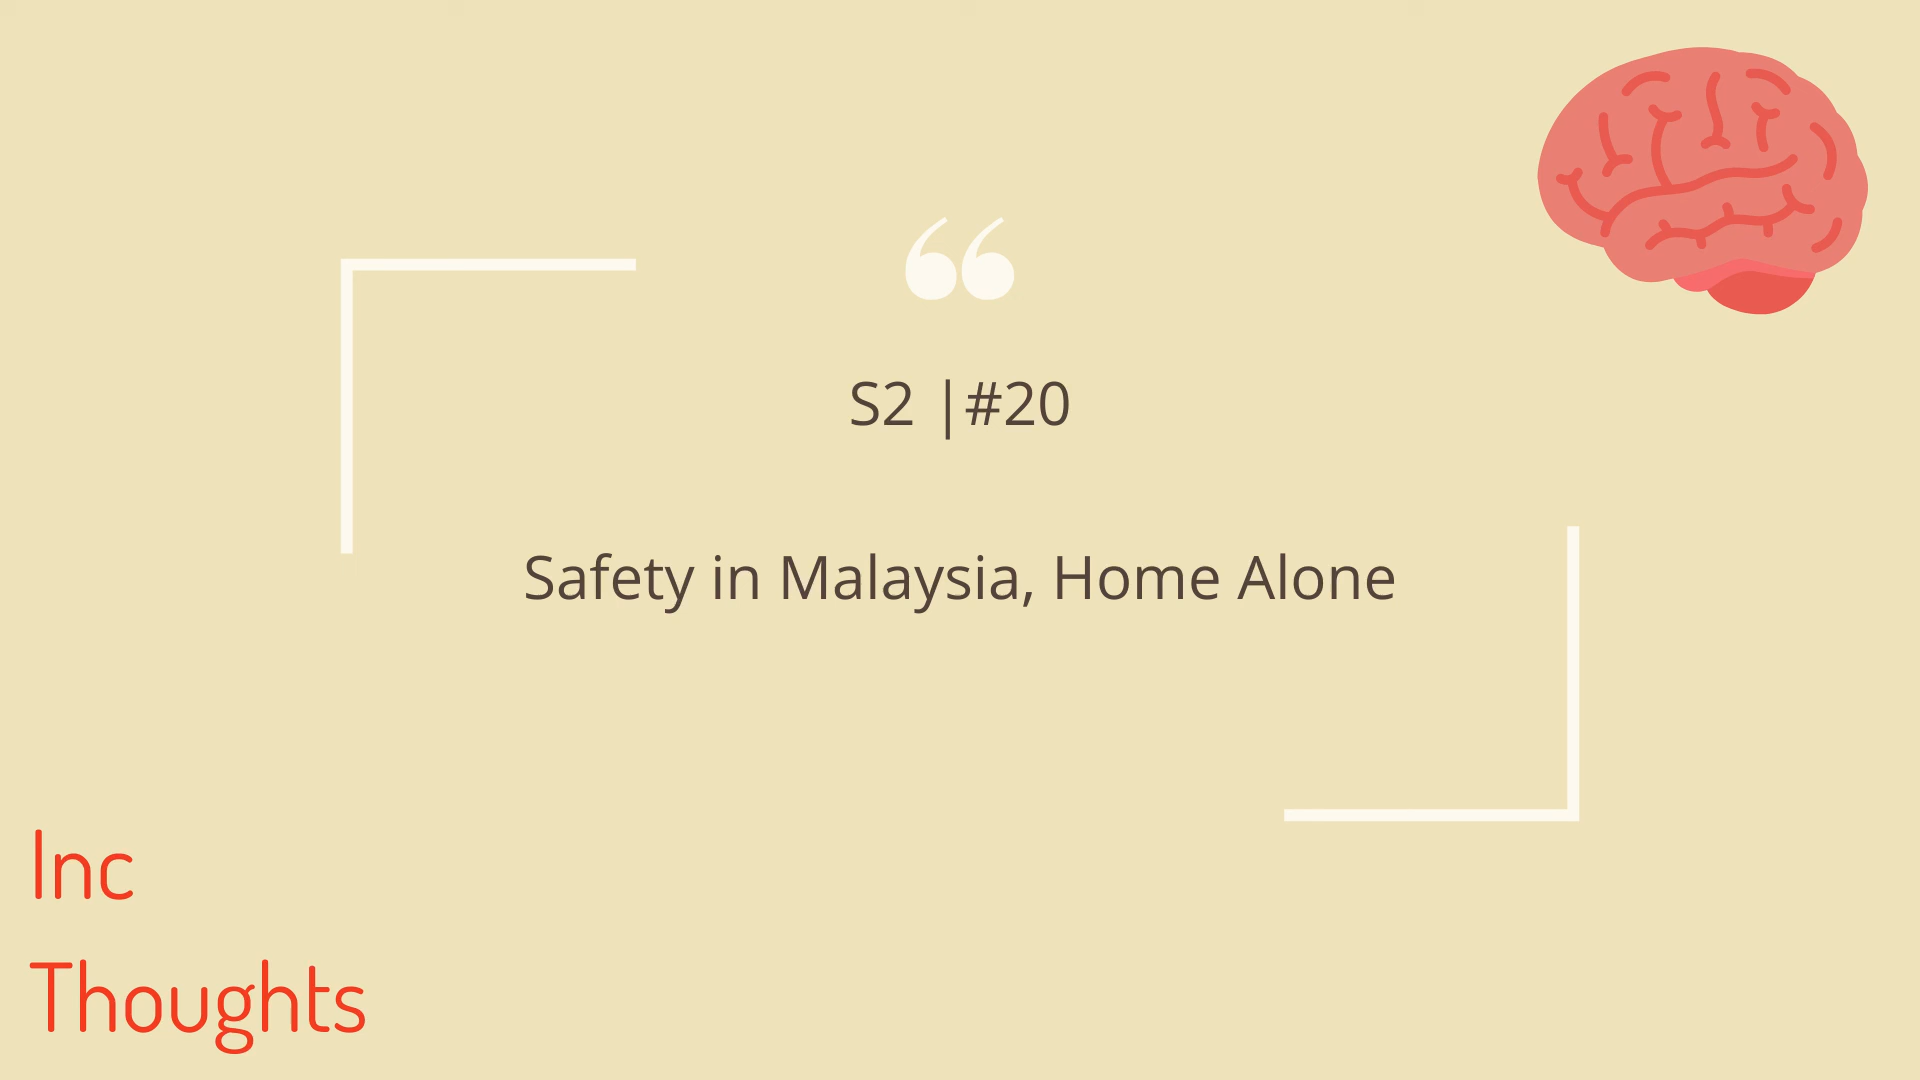 “
S2 |#20
Safety in Malaysia, Home Alone
Inc
Thoughts